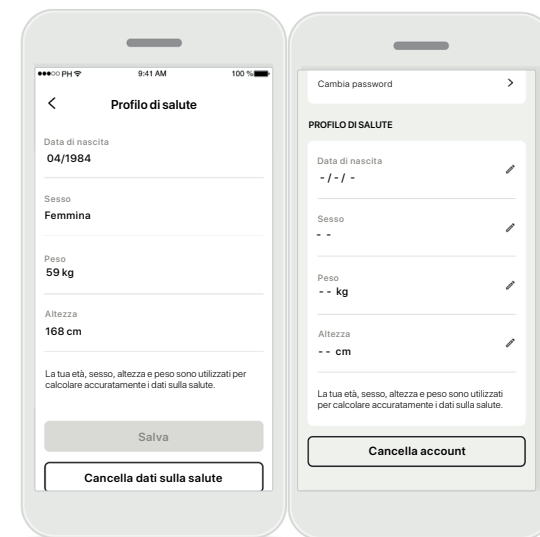 ●●●○○ PH 9:41 AM 100 %
Profilo di salute
Data di nascita
04/1984
Sesso
Femmina
Peso
59 kg
Altezza
168 cm
La tua età, sesso, altezza e peso sono utilizzati per
calcolare accuratamente i dati sulla salute.
Salva
Cancella dati sulla salute
Cambia password
PROFILO DI SALUTE
Data di nascita
- / - / -
Sesso
- -
Peso
- - kg
Altezza
- - cm
La tua età, sesso, altezza e peso sono utilizzati
per calcolare accuratamente i dati sulla salute.
Cancella account